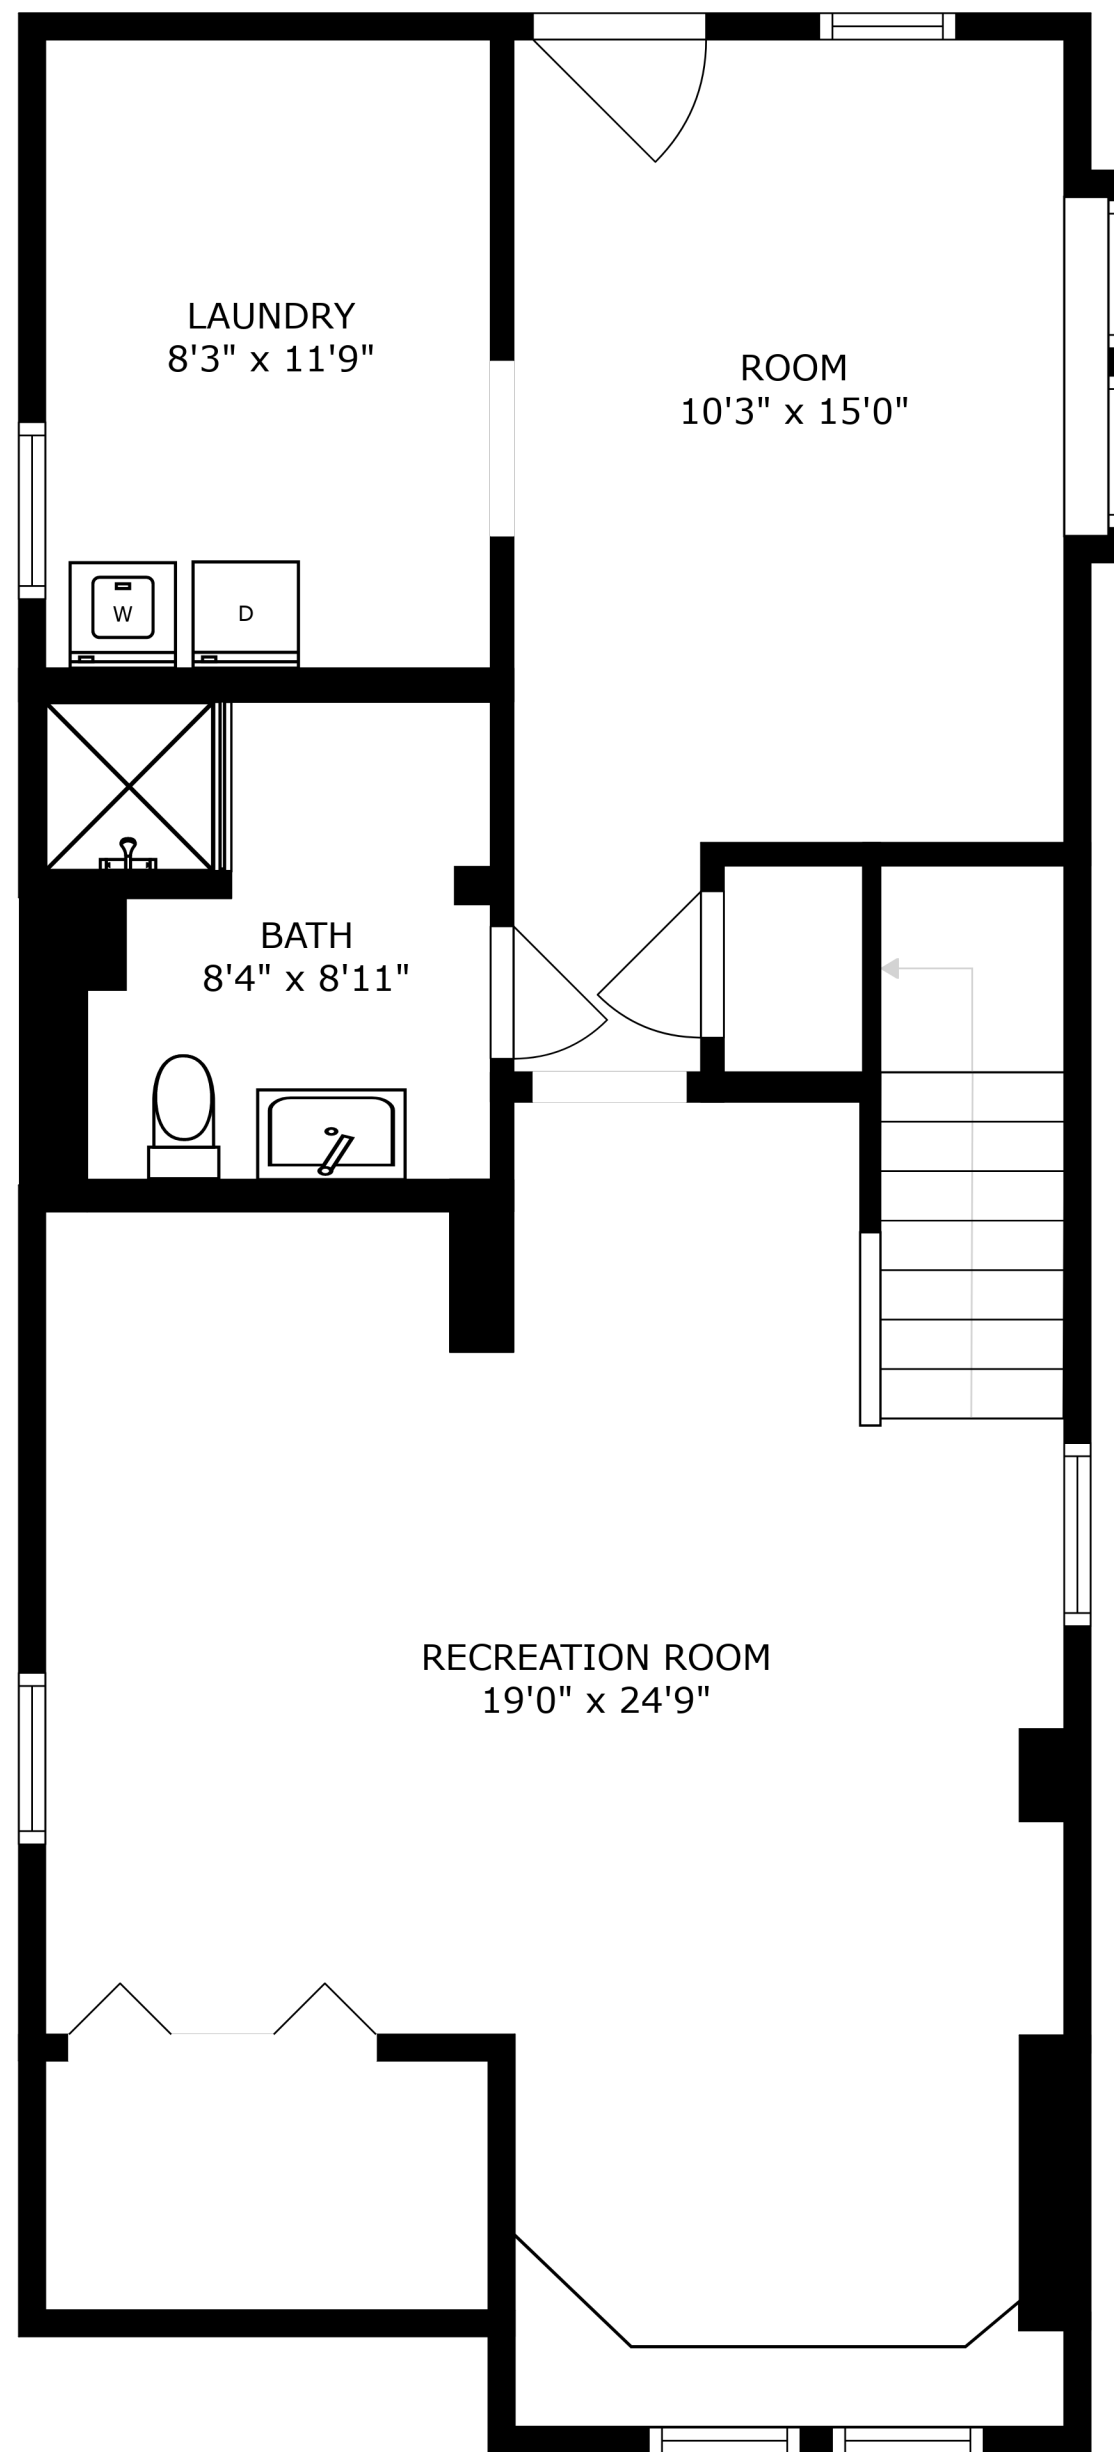 LAUNDRY
8'3" x 11'9"
ROOM
10'3" x 15'0"
W
D
BATH
8'4" x 8'11"
RECREATION ROOM
19'0" x 24'9"